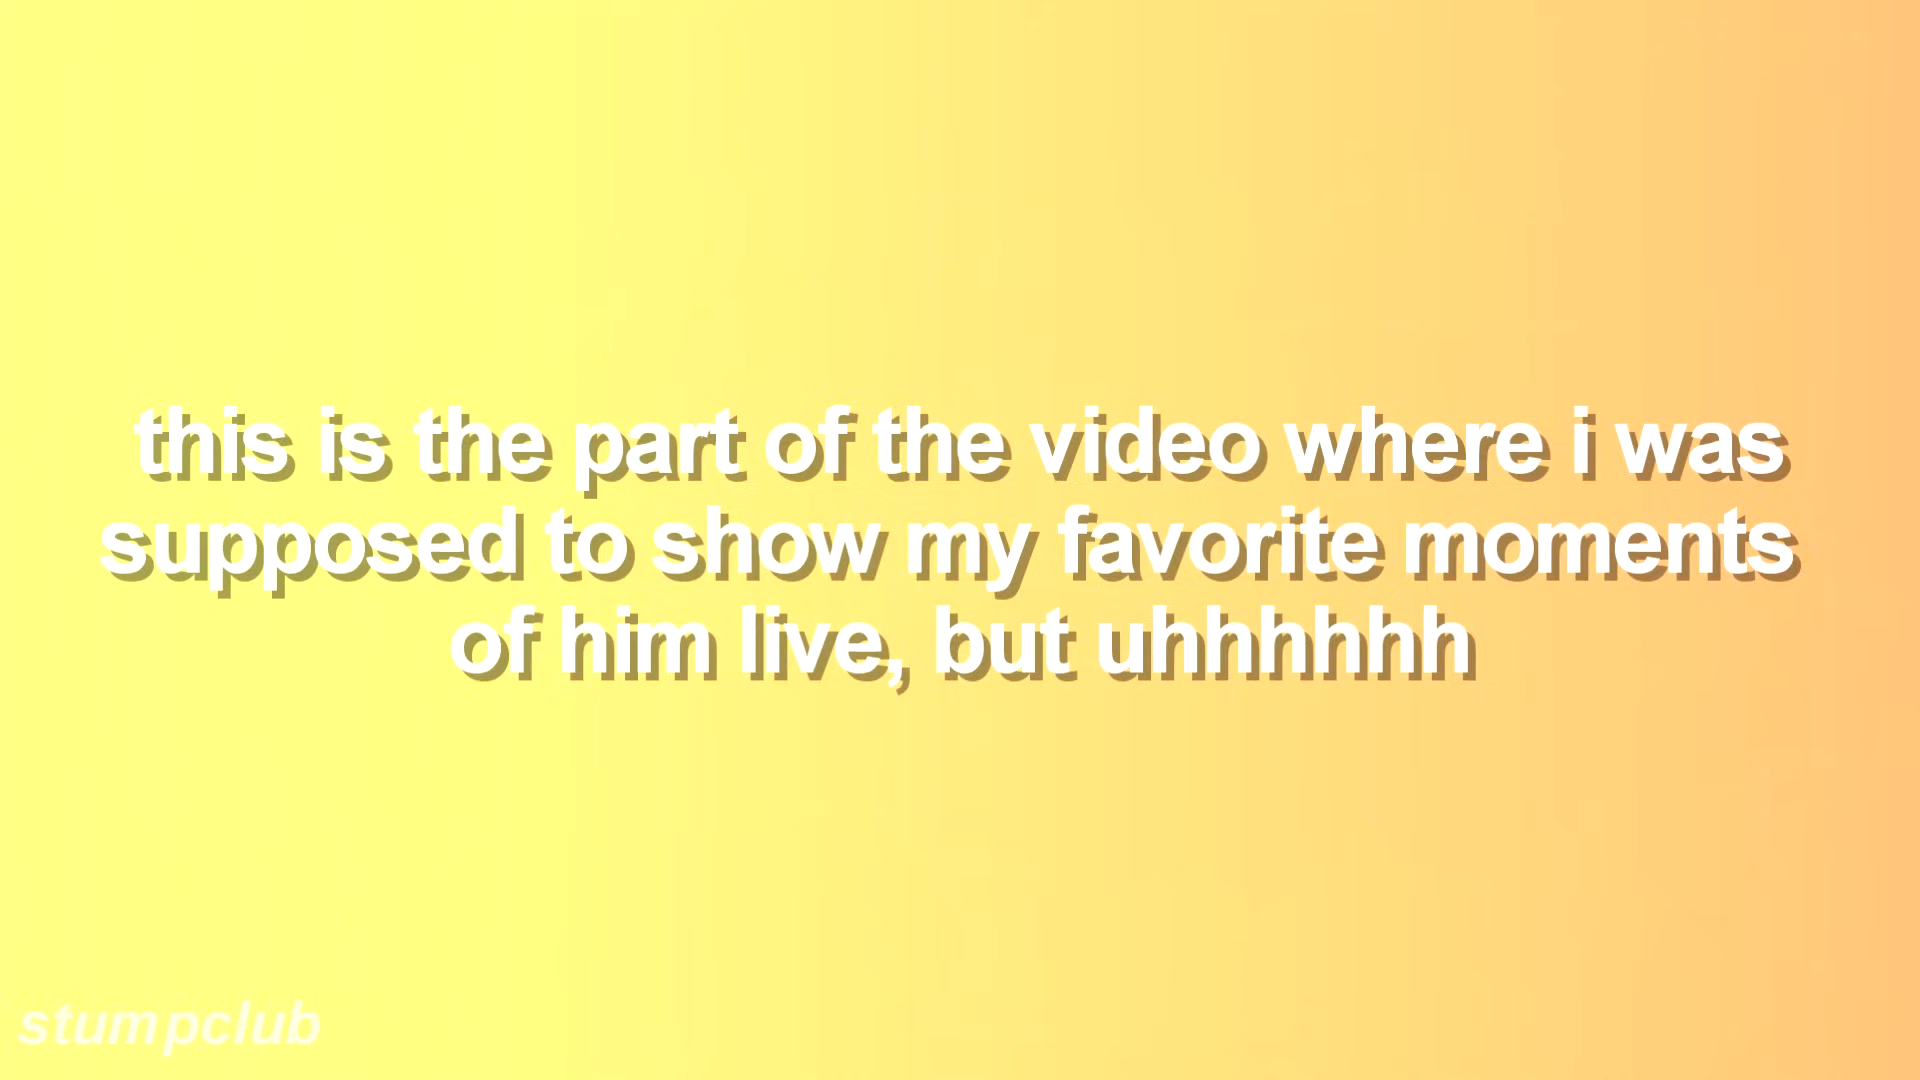 this is the part of the video where i was
supposed to show my favorite moments
of him live, but uhhhhhh
stumpclub